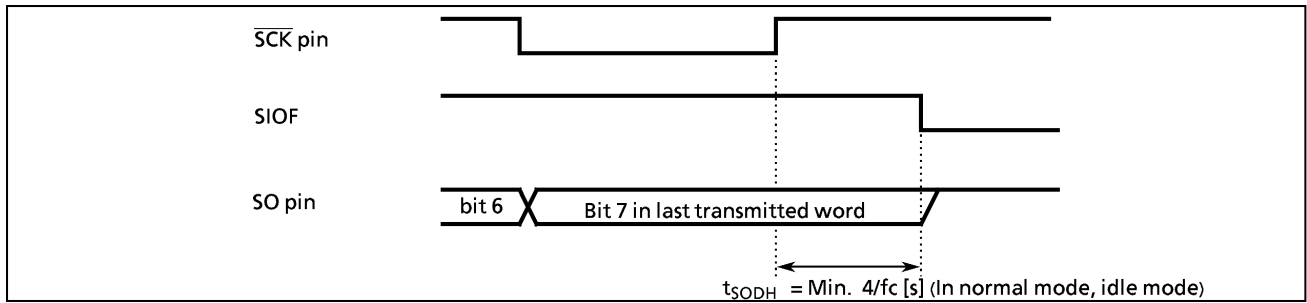 S̅C̅K̅ pin
SIOF
SO pin
bit 6
Bit 7 in last transmitted word
tSODH = Min. 4/fc [s] (In normal mode, idle mode)